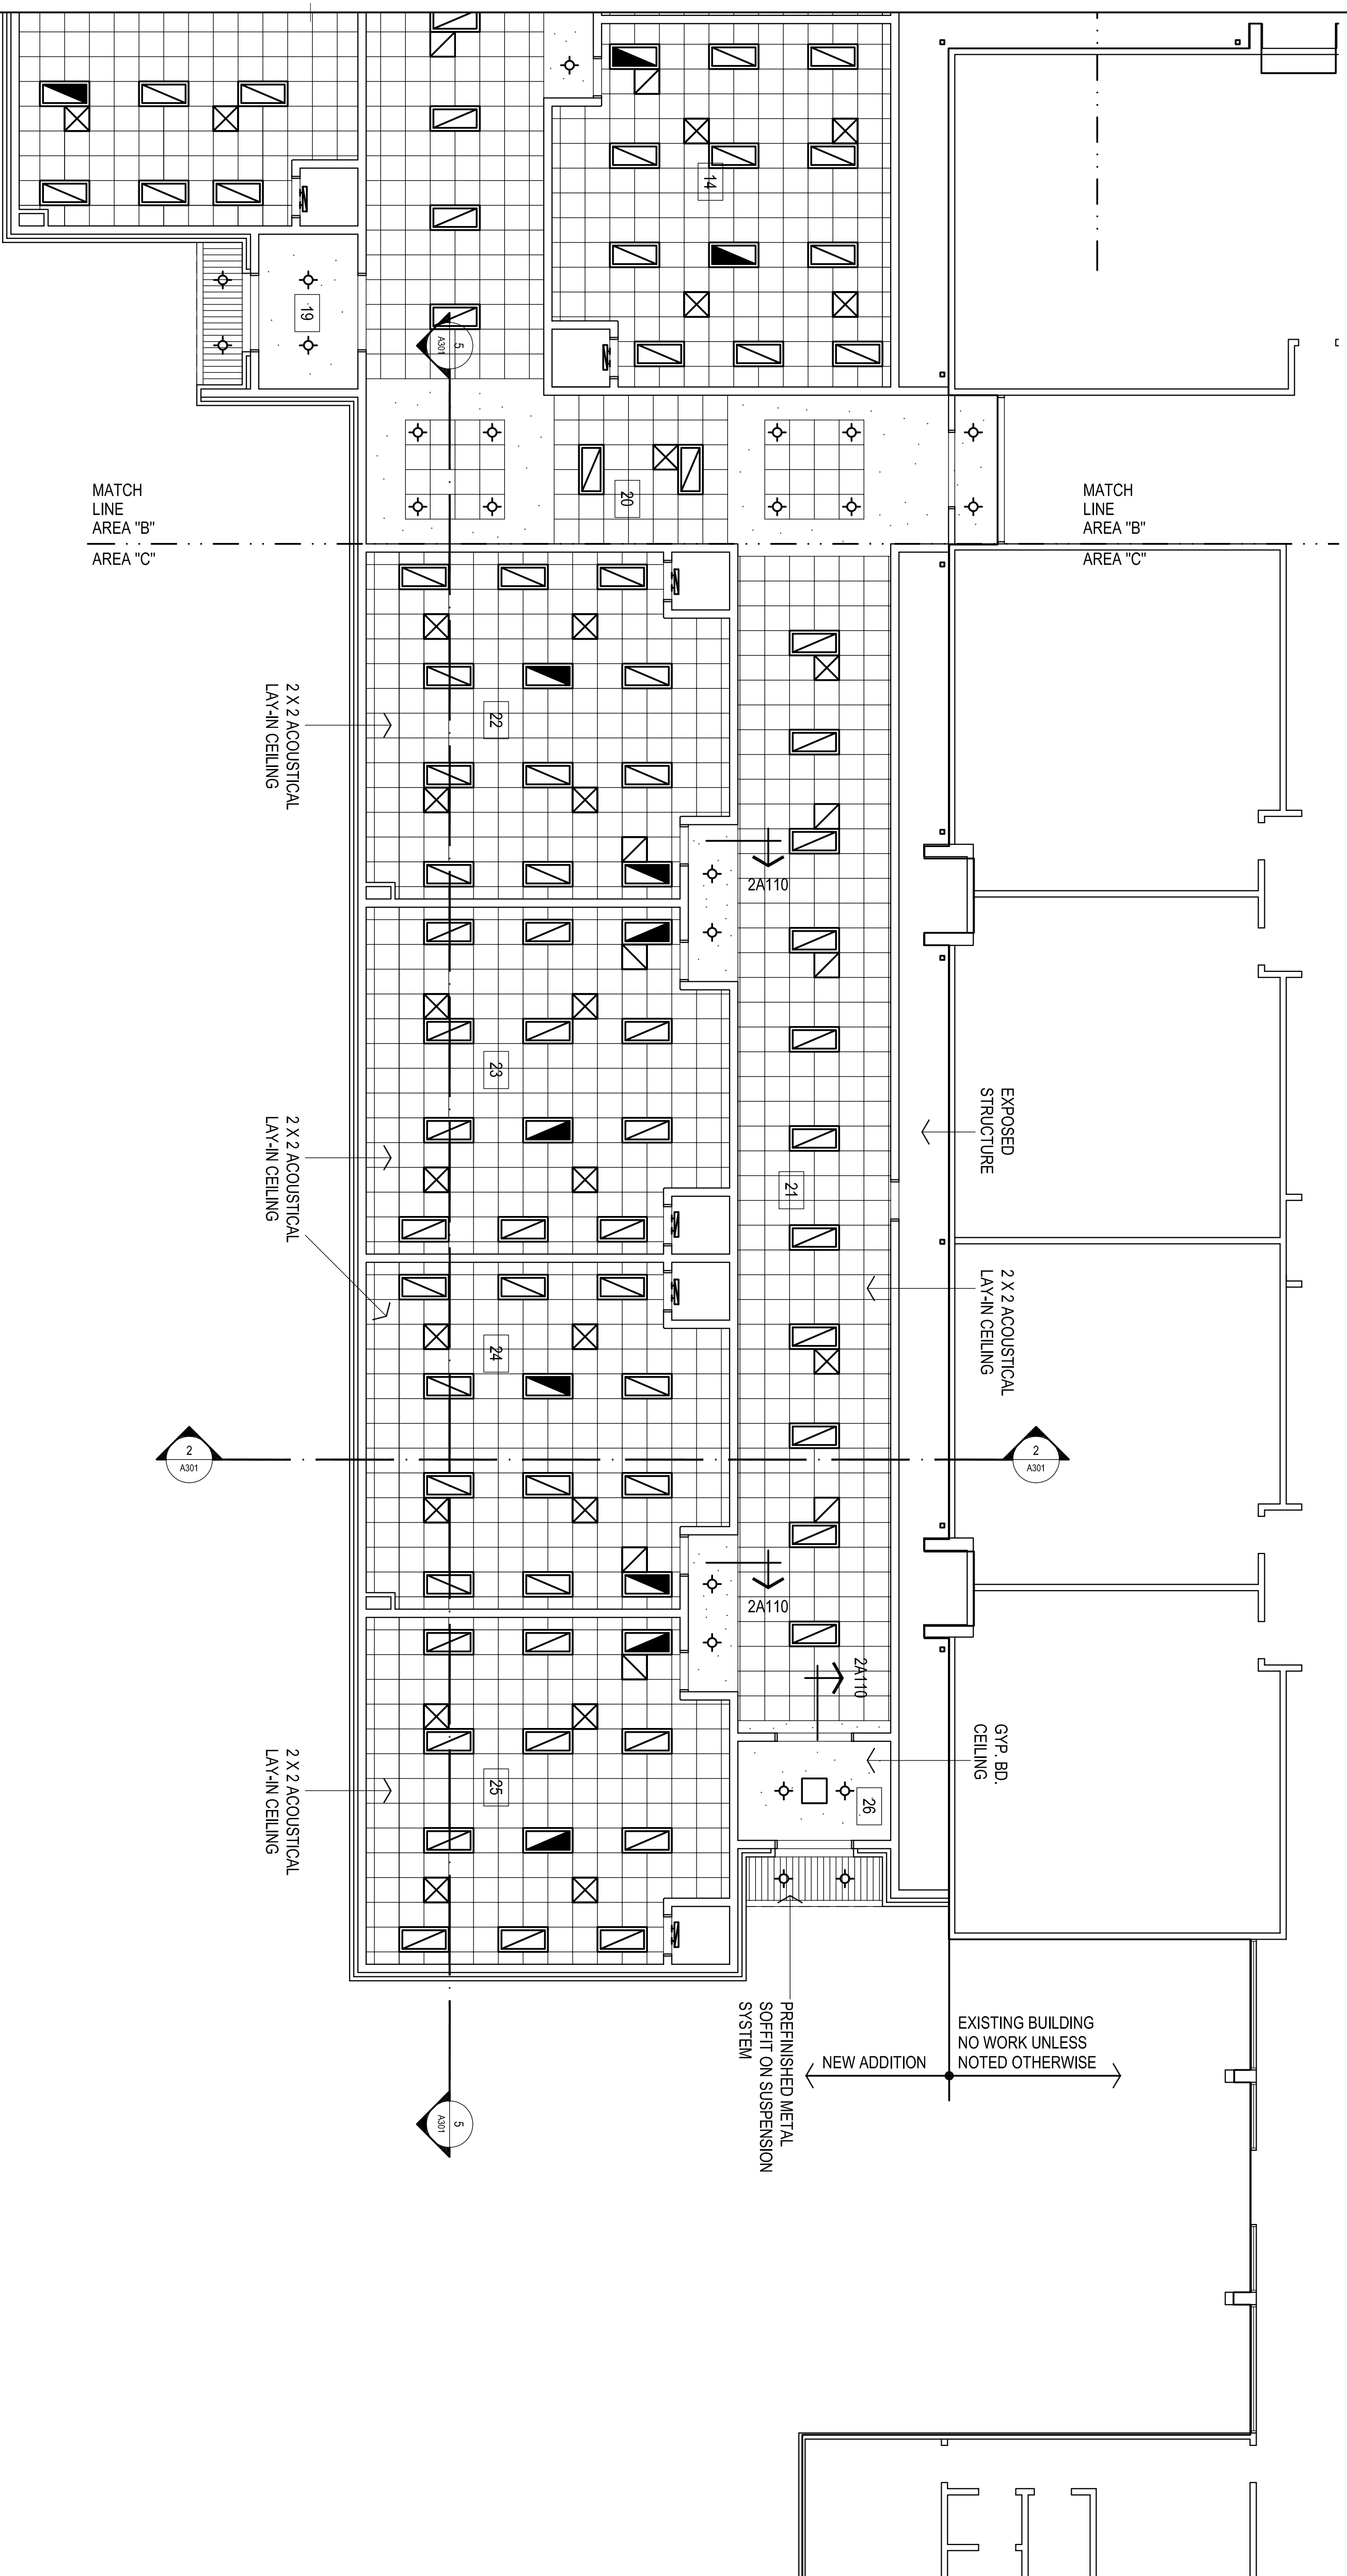 14
19
5
A301
20
MATCH
LINE
AREA "B"
AREA "C"
MATCH
LINE
AREA "B"
AREA "C"
2 X 2 ACOUSTICAL
LAY-IN CEILING
22
2A110
23
EXPOSED
STRUCTURE
2 X 2 ACOUSTICAL
LAY-IN CEILING
21
2 X 2 ACOUSTICAL
LAY-IN CEILING
24
2
A301
2
A301
2A110
2A110
GYP. BD.
CEILING
2 X 2 ACOUSTICAL
LAY-IN CEILING
25
26
PREFINISHED METAL
SOFFIT ON SUSPENSION
SYSTEM
EXISTING BUILDING
NO WORK UNLESS
NOTED OTHERWISE
NEW ADDITION
5
A301